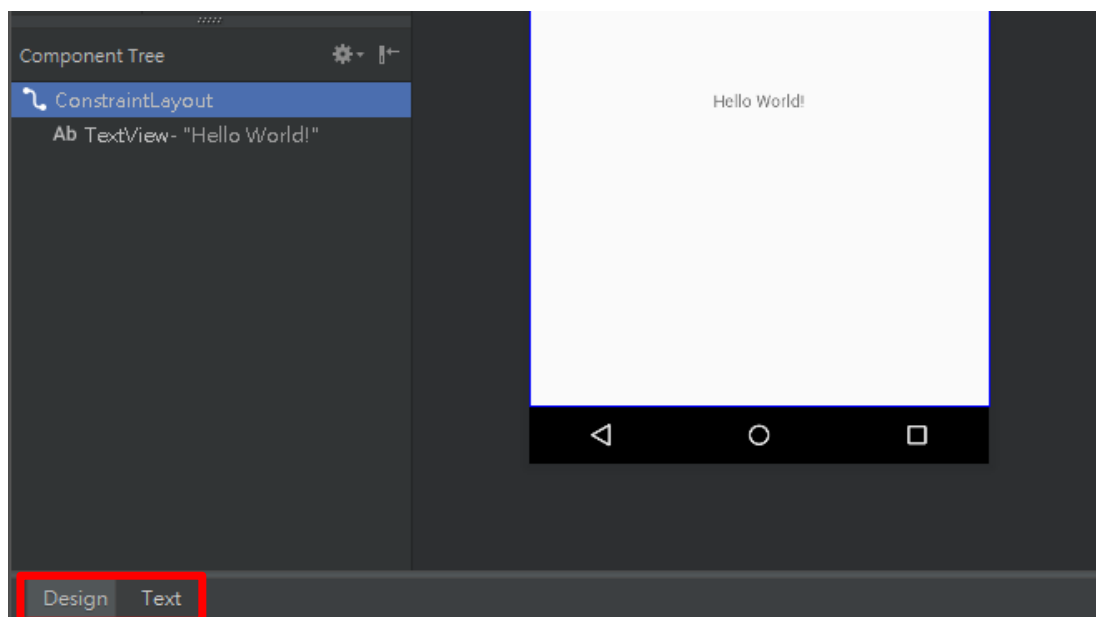 Component Tree
ConstraintLayout
Ab TextView- "Hello World!"
Hello World!
Design Text